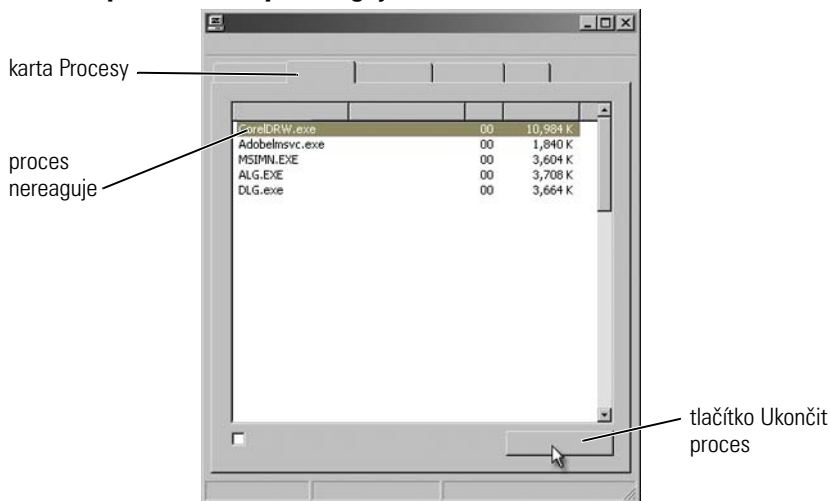 karta Procesy
CorelDRW.exe 00 10,984 K
Adobelmsvc.exe 00 1,840 K
MSIMN.EXE 00 3,604 K
ALG.EXE 00 3,708 K
DLG.exe 00 3,664 K
proces
nereaguje
tlačítko Ukončit
proces